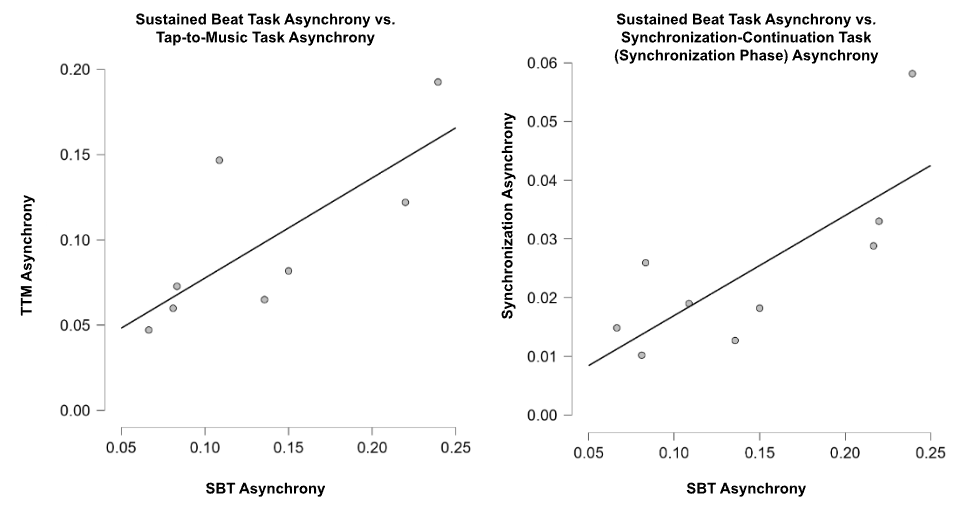 Sustained Beat Task Asynchrony vs.
Tap-to-Music Task Asynchrony
0.20
0.15
0.10
0.05
0.00
TTM Asynchrony
0.05 0.10 0.15 0.20 0.25
SBT Asynchrony
Sustained Beat Task Asynchrony vs.
Synchronization-Continuation Task
(Synchronization Phase) Asynchrony
0.06
0.05
0.04
0.03
0.02
0.01
0.00
Synchronization Asynchrony
0.05 0.10 0.15 0.20 0.25
SBT Asynchrony